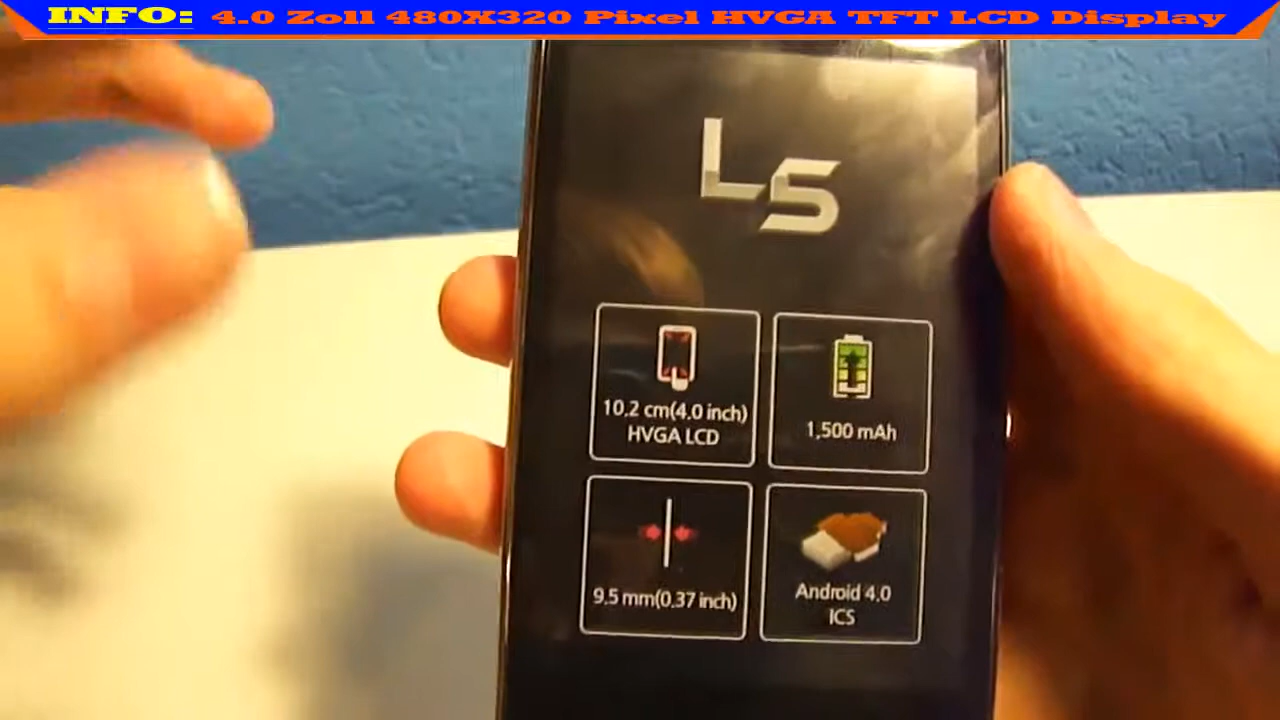 INFO: 4.0 Zoll 480X320 Pixel HVGA TFT LCD Display
L5
10.2 cm(4.0 inch)
HVGA LCD
1,500 mAh
9.5 mm(0.37 inch)
Android 4.0
ICS